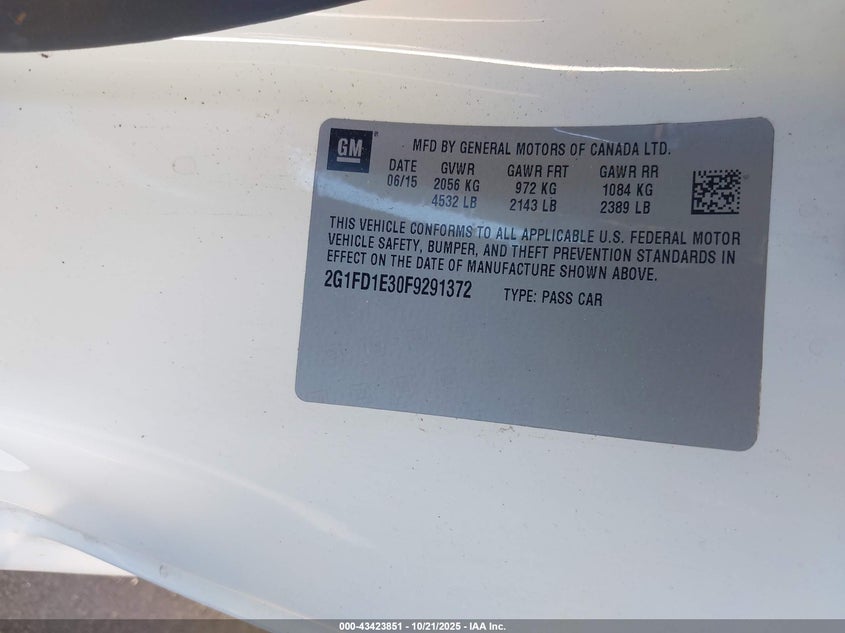 GM
MFD BY GENERAL MOTORS OF CANADA LTD.
DATE GVWR GAWR FRT GAWR RR
06/15 2056 KG 972 KG 1084 KG
4532 LB 2143 LB 2389 LB
THIS VEHICLE CONFORMS TO ALL APPLICABLE U.S. FEDERAL MOTOR
VEHICLE SAFETY, BUMPER, AND THEFT PREVENTION STANDARDS IN
EFFECT ON THE DATE OF MANUFACTURE SHOWN ABOVE.
2G1FD1E30F9291372 TYPE: PASS CAR
000-43423851 - 10/21/2025 - IAA Inc.